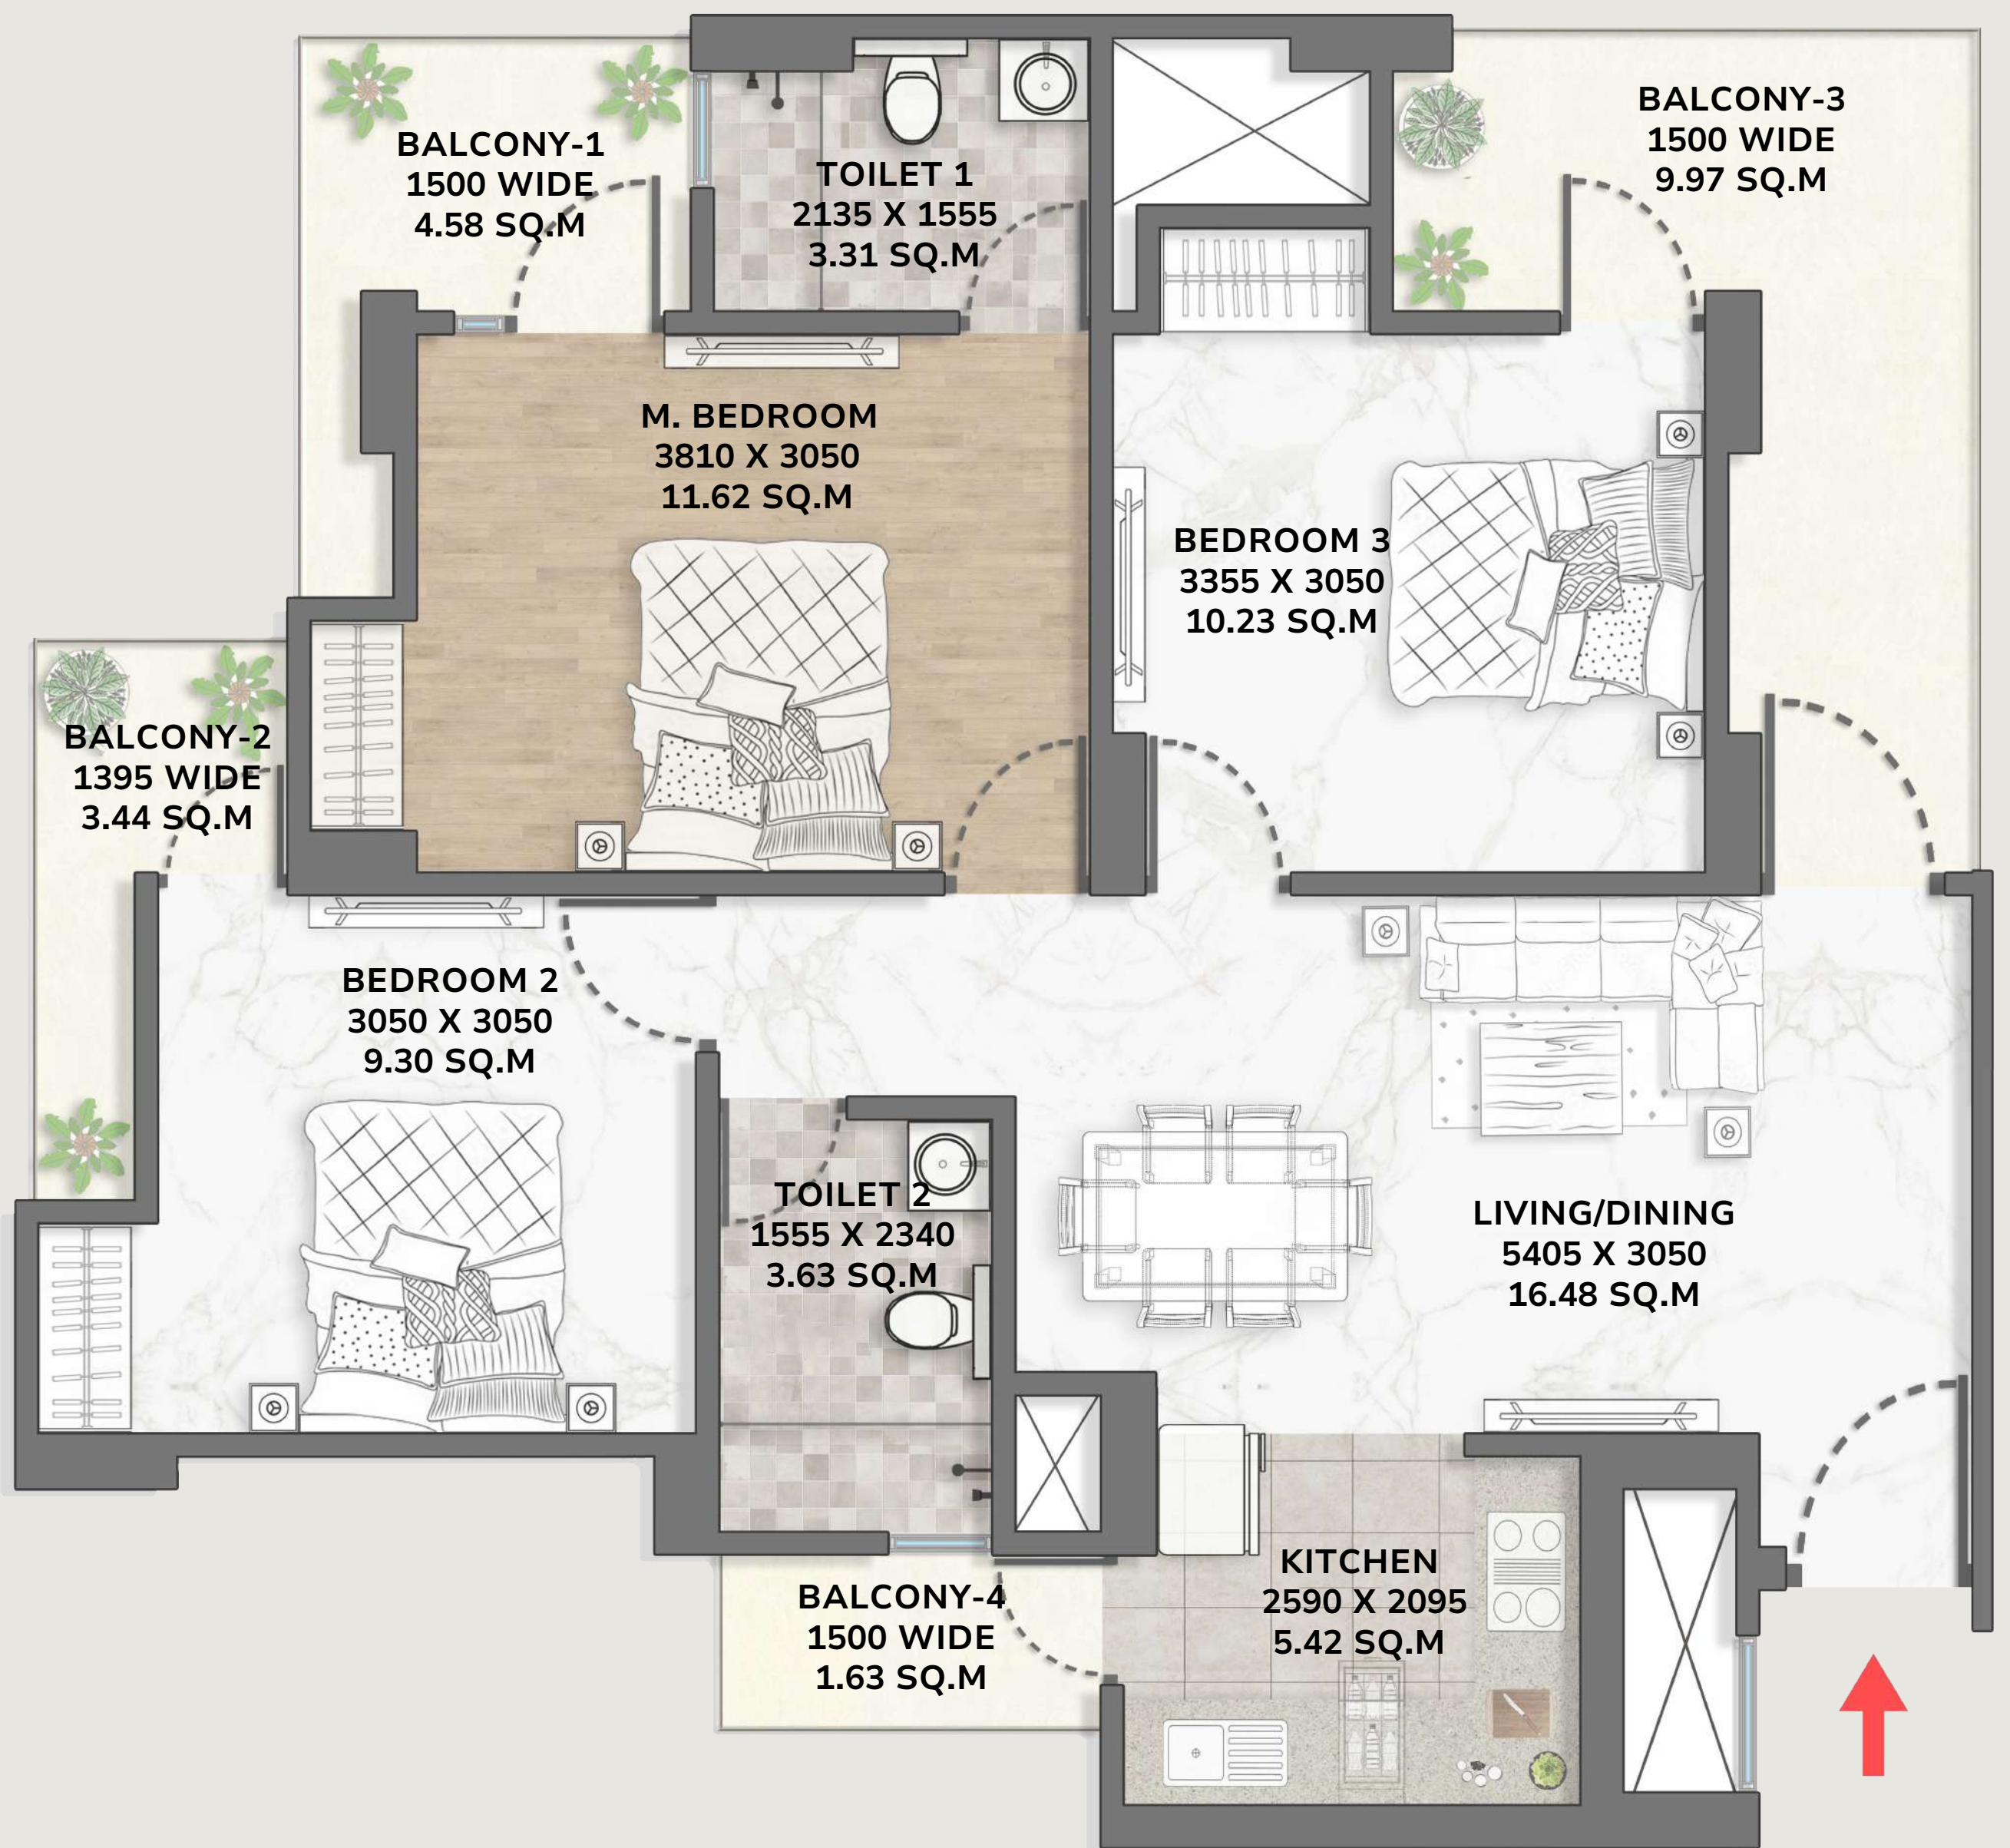 BALCONY-1
1500 WIDE
4.58 SQ.M
TOILET 1
2135 X 1555
3.31 SQ.M
BALCONY-3
1500 WIDE
9.97 SQ.M
M. BEDROOM
3810 X 3050
11.62 SQ.M
BEDROOM 3
3355 X 3050
10.23 SQ.M
BALCONY-2
1395 WIDE
3.44 SQ.M
BEDROOM 2
3050 X 3050
9.30 SQ.M
TOILET 2
1555 X 2340
3.63 SQ.M
LIVING/DINING
5405 X 3050
16.48 SQ.M
BALCONY-4
1500 WIDE
1.63 SQ.M
KITCHEN
2590 X 2095
5.42 SQ.M